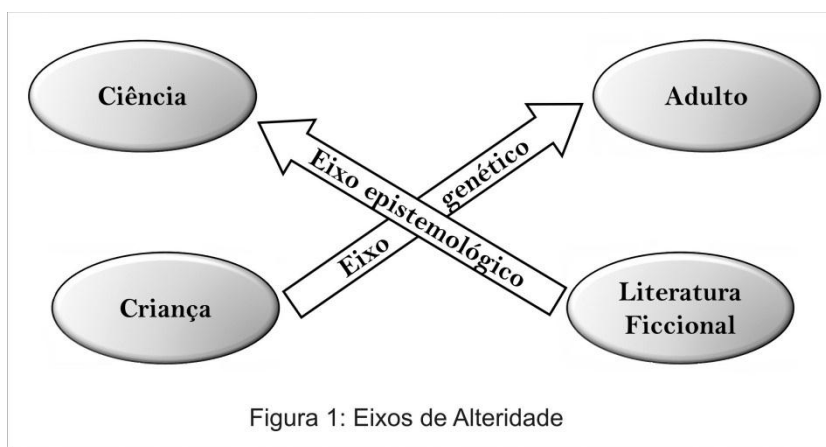 Ciência
Adulto
Eixo epistemológico
Eixo genético
Criança
Literatura
Ficcional
Figura 1: Eixos de Alteridade